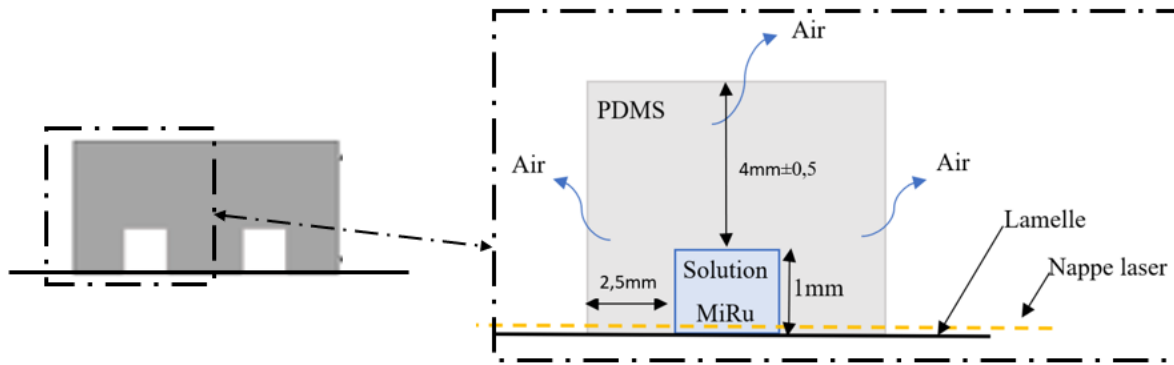 Air
PDMS
Air
4mm±0,5
Air
Lamelle
Solution
MiRu
2,5mm
1mm
Nappe laser